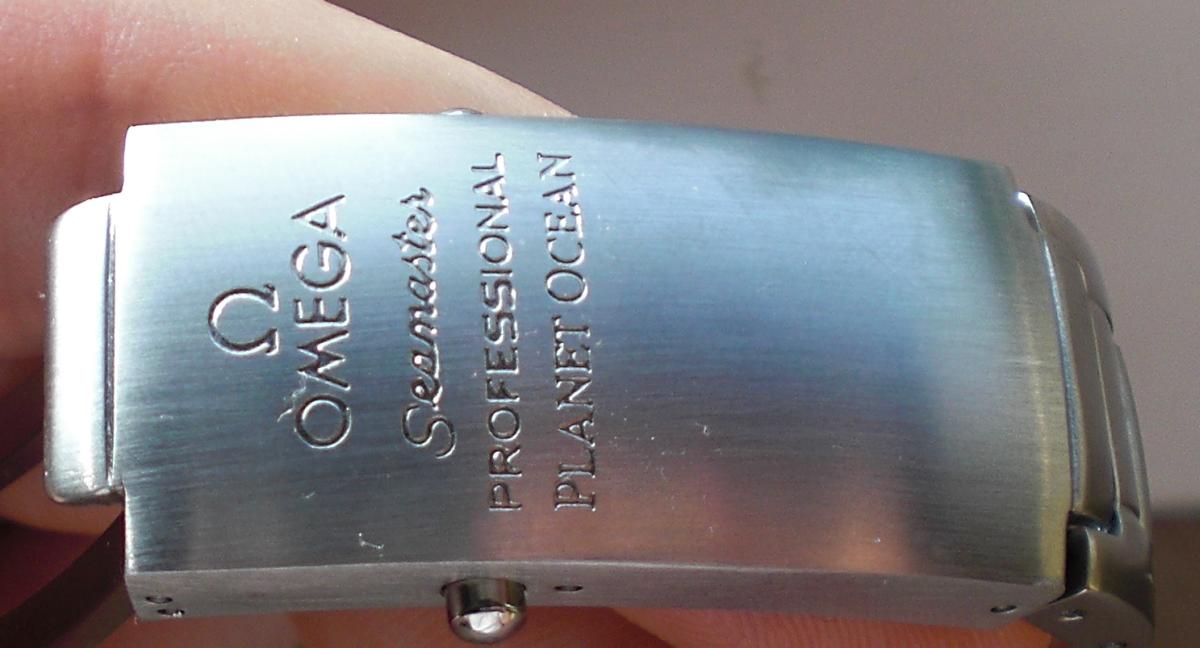 Ω
OMEGA
Seamaster
PROFESSIONAL
PLANET OCEAN